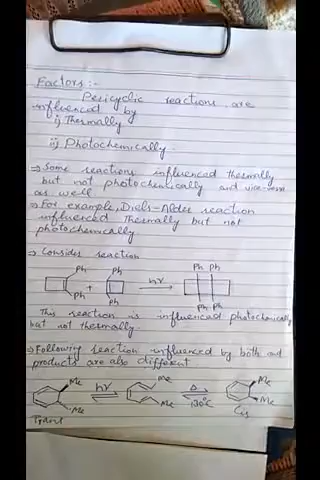 Factors :-
Pericyclic reactions are
influenced by
i) Thermally
ii) Photochemically.
⇒ Some reactions influenced thermally
but not photochemically and vice-versa
as well.
⇒ For example, Diels-Alder reaction
influenced thermally but not
photochemically
⇒ Consider reaction
Ph Ph Ph Ph
+ hν →
Ph Ph Ph Ph
This reaction is influenced photochemically
but not thermally.
⇒ Following reaction influenced by both and
products are also different
Me hν Me Δ Me
Me Me 130°C Me
Trans Cis